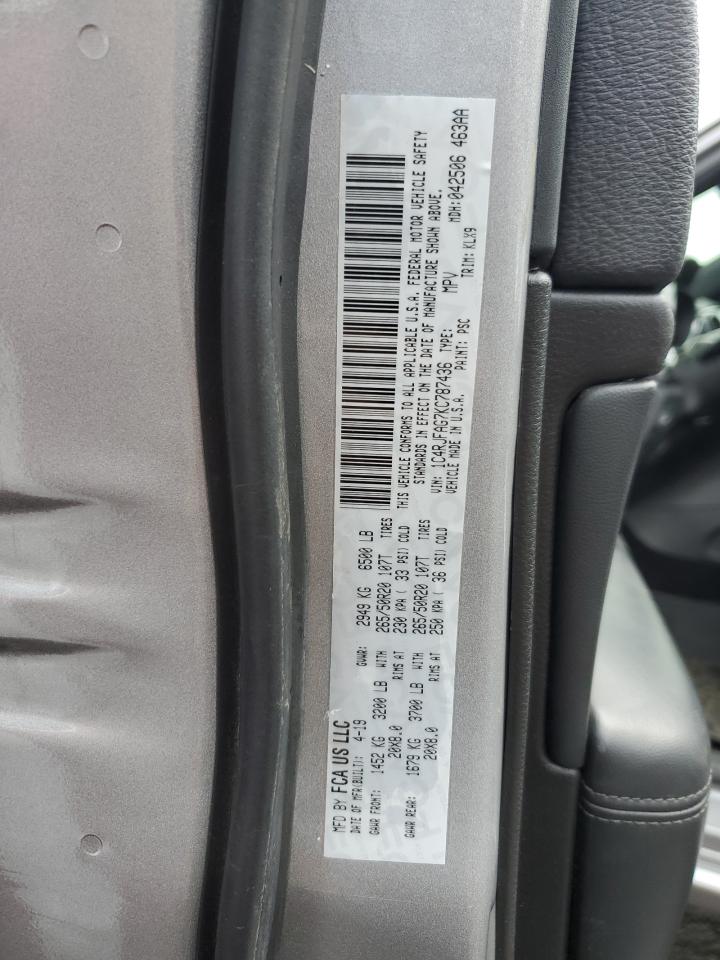 MFD BY FCA US LLC
DATE OF MFR(BUILT): 4-19 GVWR: 2949 KG 6500 LB
GAWR FRONT: 1452 KG 3200 LB WITH 265/50R20 107T TIRES
20X8.0 RIMS AT 230 KPA ( 33 PSI) COLD
GAWR REAR: 1679 KG 3700 LB WITH 265/50R20 107T TIRES
20X8.0 RIMS AT 250 KPA ( 36 PSI) COLD
THIS VEHICLE CONFORMS TO ALL APPLICABLE U.S.A. FEDERAL MOTOR VEHICLE SAFETY
STANDARDS IN EFFECT ON THE DATE OF MANUFACTURE SHOWN ABOVE.
VIN: 1C4RJFAG7KC787436 TYPE: MPV MDH:042506 463AA
VEHICLE MADE IN U.S.A. PAINT: PSC TRIM: KLX9